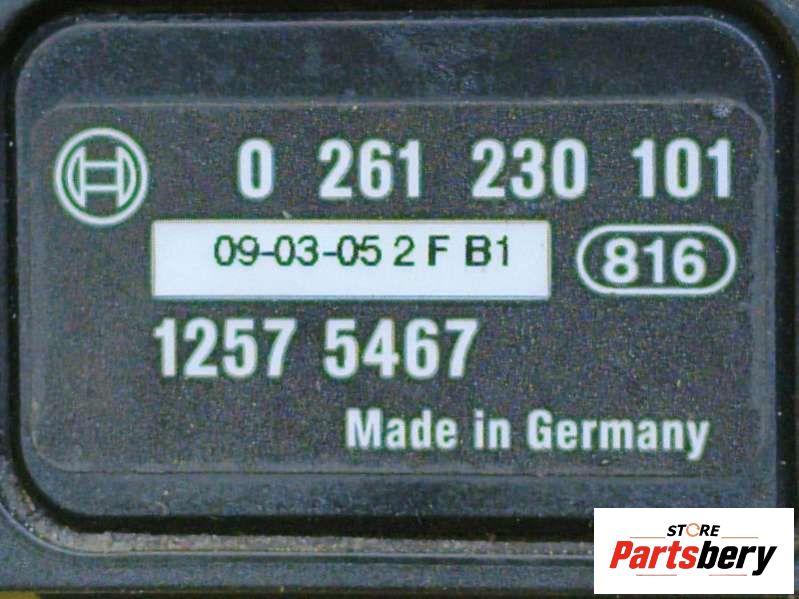 0 261 230 101
09-03-05 2 F B1
816
1257 5467
Made in Germany
STORE
Partsbery